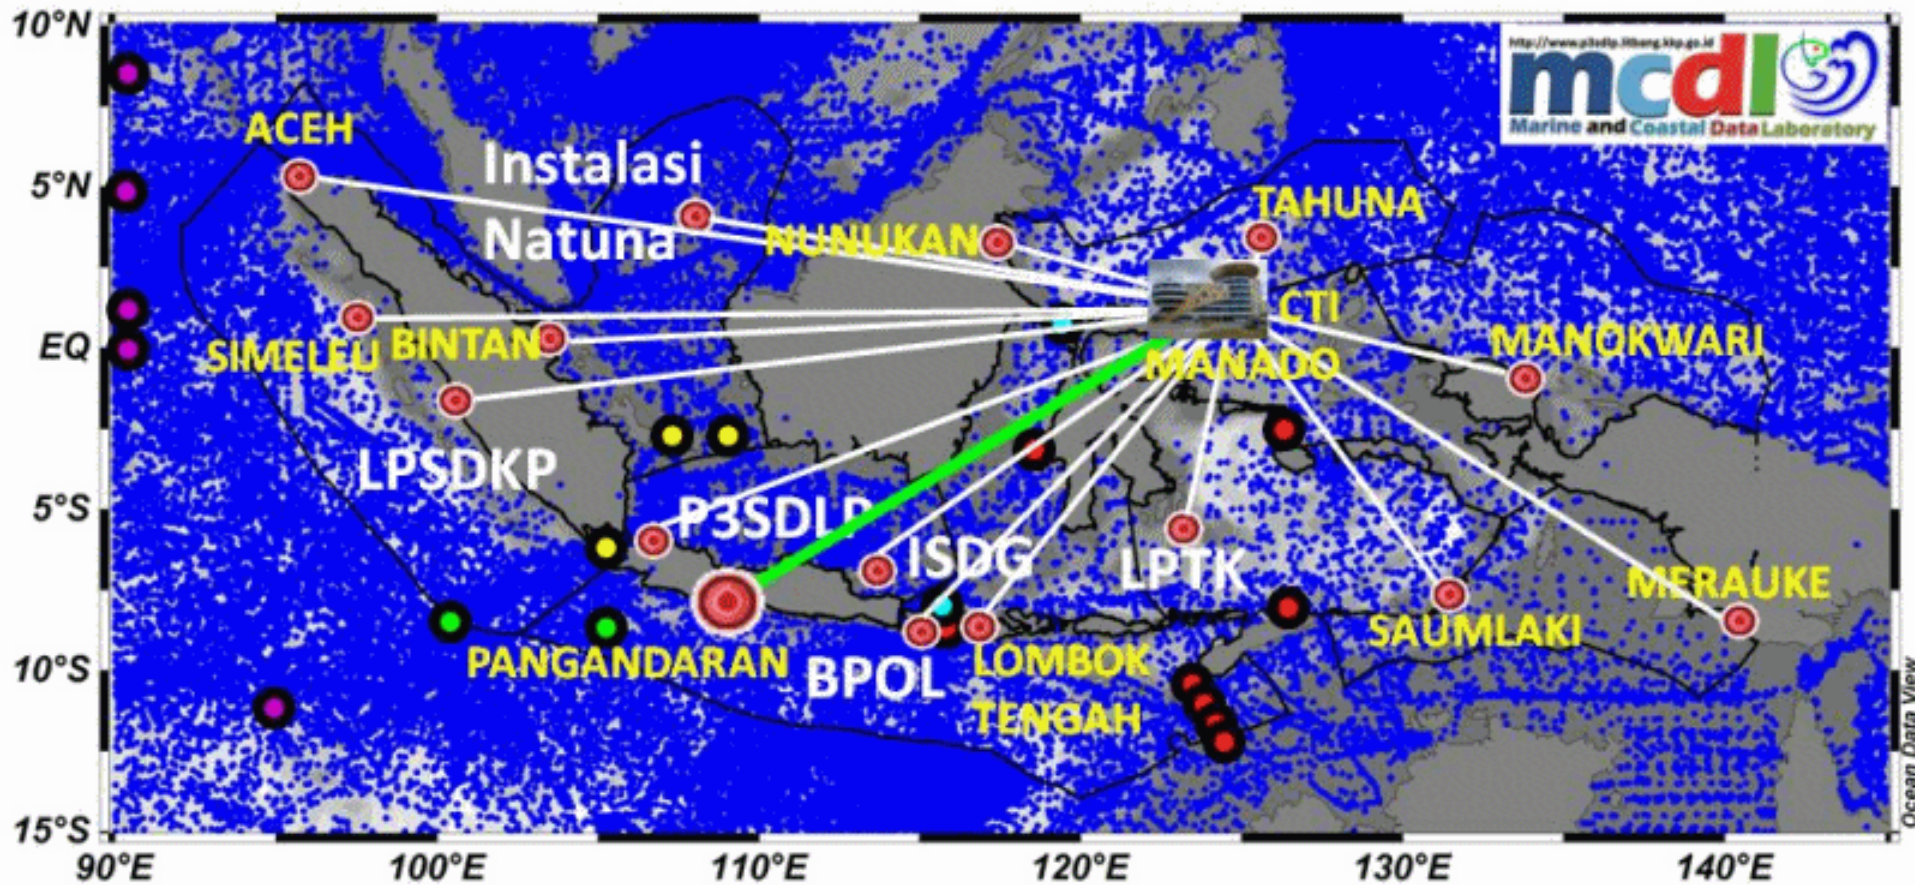 10°N
http://www.p3sdlp.litbang.kkp.go.id
mcdl
Marine and Coastal Data Laboratory
ACEH
Instalasi
Natuna
5°N
TAHUNA
NUNUKAN
CTI
MANADO
MANOKWARI
EQ
SIMELEU
BINTAN
LPSDKP
5°S
P3SDLP
ISDG
LPTK
MERAUKE
SAUMLAKI
PANGANDARAN
BPOL
LOMBOK
TENGAH
10°S
Ocean Data View
15°S
90°E
100°E
110°E
120°E
130°E
140°E